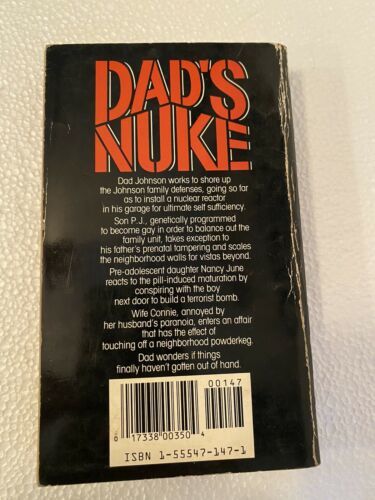 DAD'S
NUKE
Dad Johnson works to shore up
the Johnson family defenses, going so far
as to install a nuclear reactor
in his garage for ultimate self sufficiency.
Son P.J., genetically programmed
to become gay in order to balance out the
family unit, takes exception to
his father's prenatal tampering and scales
the neighborhood walls for vistas beyond.
Pre-adolescent daughter Nancy June
reacts to the pill-induced maturation by
conspiring with the boy
next door to build a terrorist bomb.
Wife Connie, annoyed by
her husband's paranoia, enters an affair
that has the effect of
touching off a neighborhood powderkeg.
Dad wonders if things
finally haven't gotten out of hand.
00147
0
17338 00350
4
ISBN 1-55547-147-1